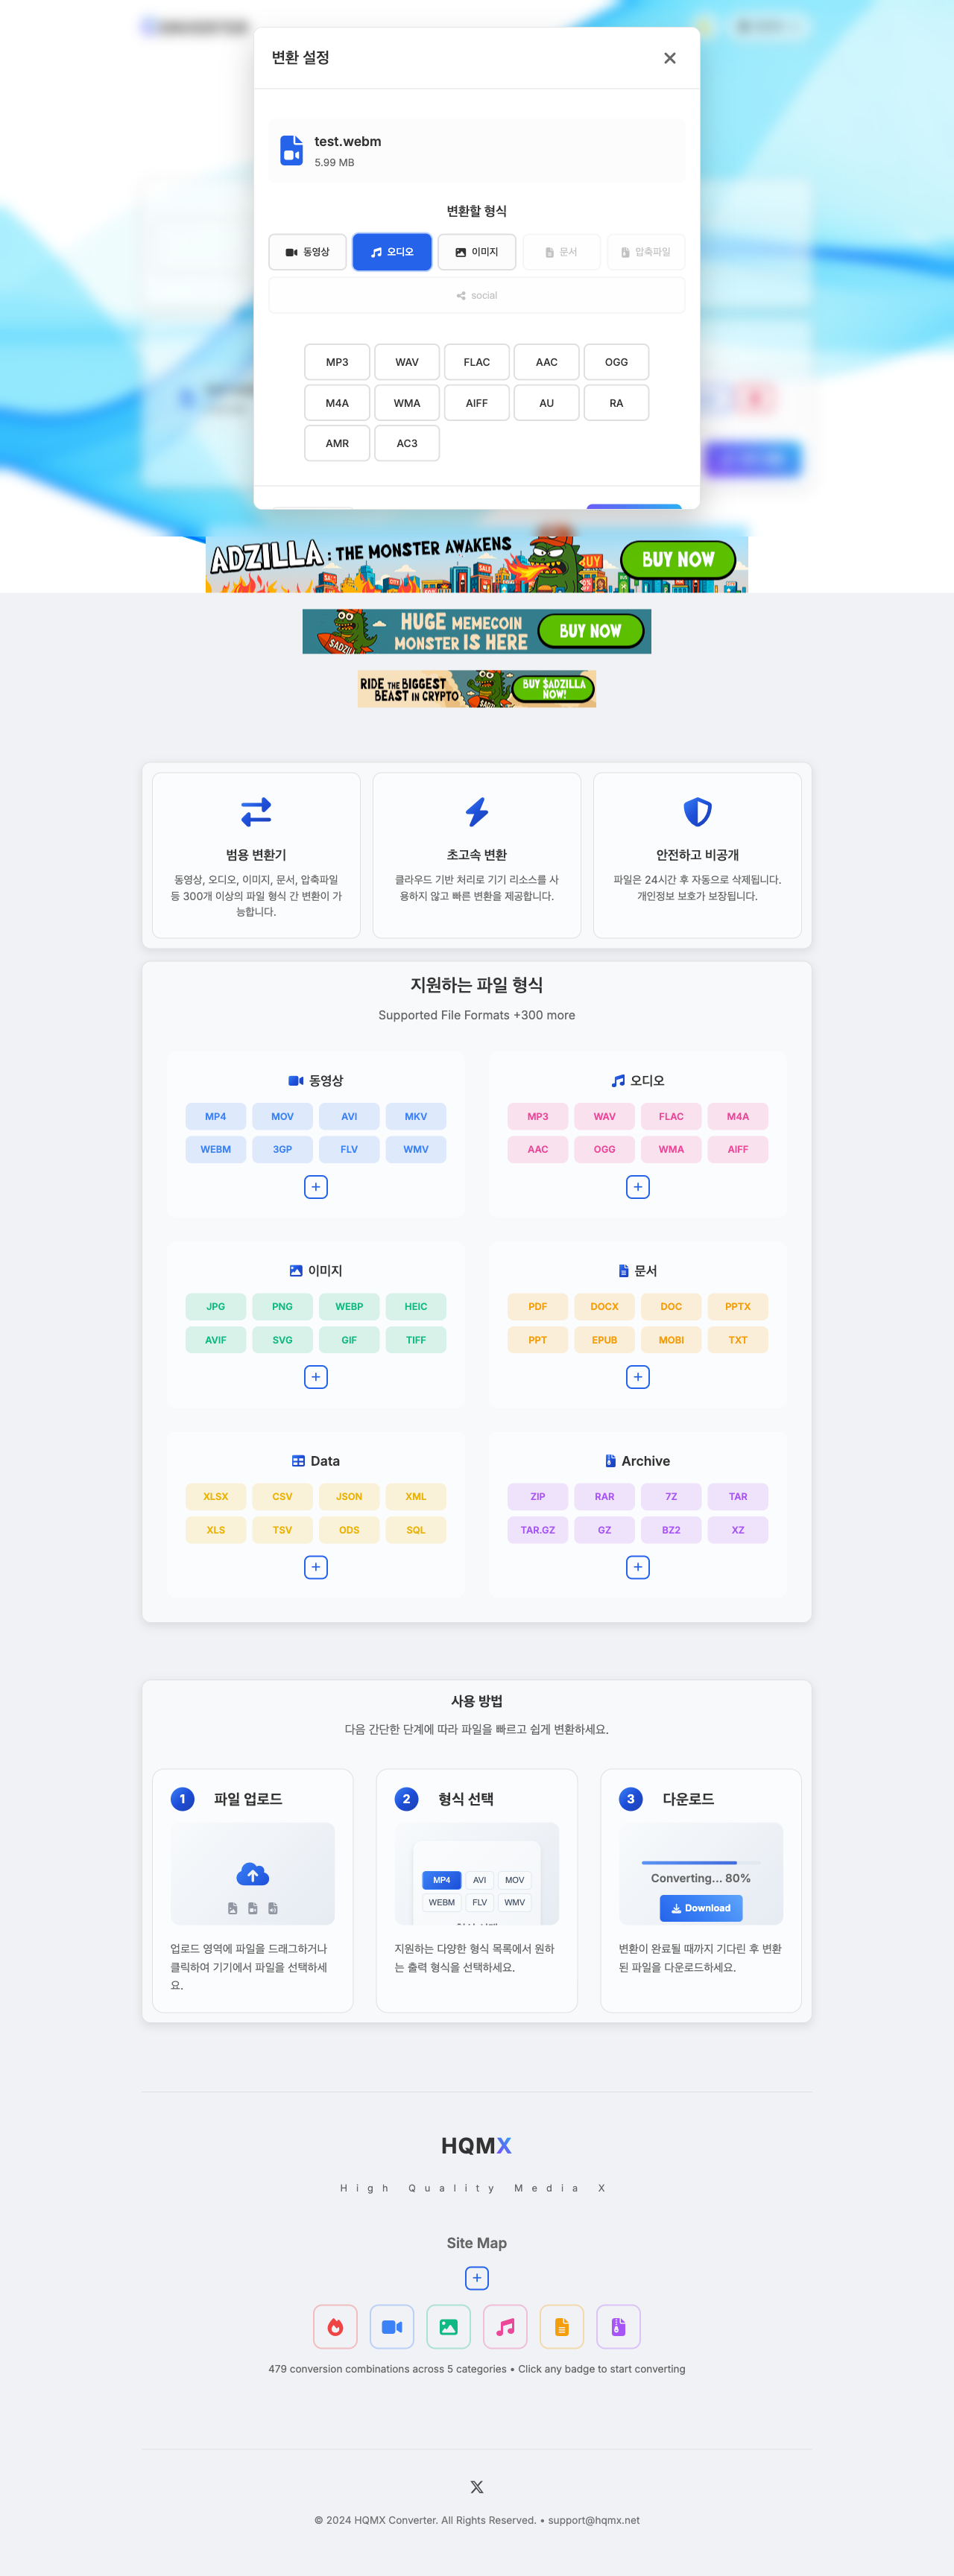 변환 설정
test.webm
5.99 MB
변환할 형식
동영상 오디오 이미지 문서 압축파일
social
MP3 WAV FLAC AAC OGG
M4A WMA AIFF AU RA
AMR AC3
ADZILLA : THE MONSTER AWAKENS BUY NOW
$ADZILLA HUGE MEMECOIN MONSTER IS HERE BUY NOW
RIDE THE BIGGEST BEAST IN CRYPTO BUY $ADZILLA NOW!
범용 변환기
동영상, 오디오, 이미지, 문서, 압축파일
등 300개 이상의 파일 형식 간 변환이 가
능합니다.
초고속 변환
클라우드 기반 처리로 기기 리소스를 사
용하지 않고 빠른 변환을 제공합니다.
안전하고 비공개
파일은 24시간 후 자동으로 삭제됩니다.
개인정보 보호가 보장됩니다.
지원하는 파일 형식
Supported File Formats +300 more
동영상
MP4 MOV AVI MKV
WEBM 3GP FLV WMV
오디오
MP3 WAV FLAC M4A
AAC OGG WMA AIFF
이미지
JPG PNG WEBP HEIC
AVIF SVG GIF TIFF
문서
PDF DOCX DOC PPTX
PPT EPUB MOBI TXT
Data
XLSX CSV JSON XML
XLS TSV ODS SQL
Archive
ZIP RAR 7Z TAR
TAR.GZ GZ BZ2 XZ
사용 방법
다음 간단한 단계에 따라 파일을 빠르고 쉽게 변환하세요.
1 파일 업로드
업로드 영역에 파일을 드래그하거나
클릭하여 기기에서 파일을 선택하세
요.
2 형식 선택
MP4 AVI MOV
WEBM FLV WMV
지원하는 다양한 형식 목록에서 원하
는 출력 형식을 선택하세요.
3 다운로드
Converting... 80%
Download
변환이 완료될 때까지 기다린 후 변환
된 파일을 다운로드하세요.
HQMX
High Quality Media X
Site Map
479 conversion combinations across 5 categories • Click any badge to start converting
© 2024 HQMX Converter. All Rights Reserved. • support@hqmx.net